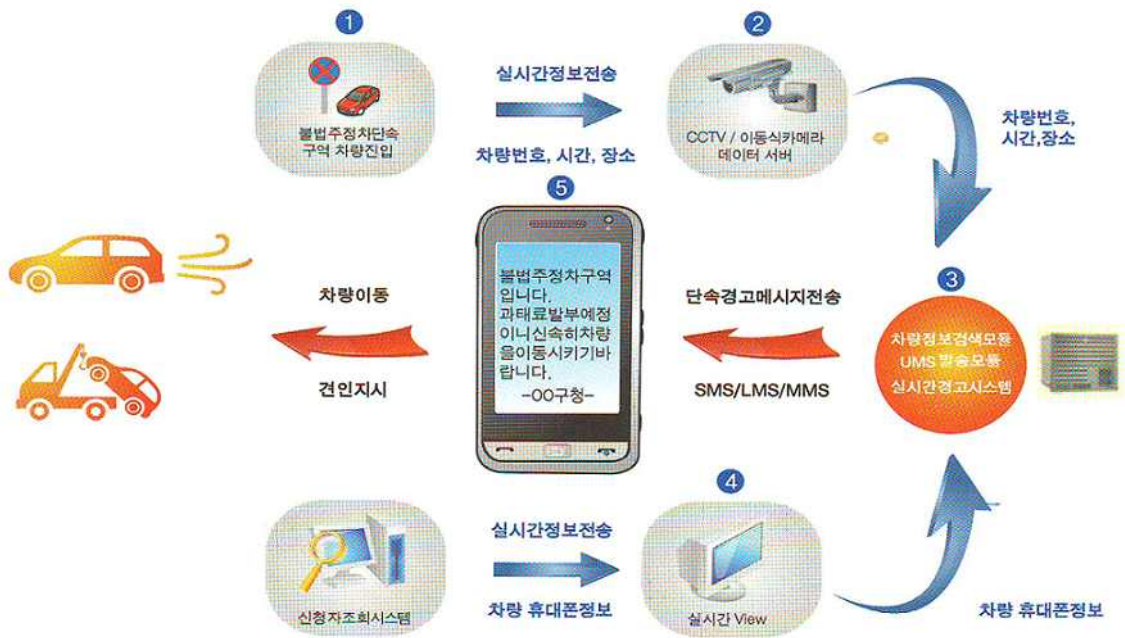 1
2
불법주정차단속
구역 차량진입
실시간정보전송
차량번호, 시간, 장소
CCTV / 이동식카메라
데이터 서버
차량번호,
시간,장소
5
불법주정차구역
입니다.
과태료발부예정
이니신속히차량
을이동시키기바
랍니다.
-OO구청-
차량이동
견인지시
단속경고메시지전송
SMS/LMS/MMS
3
차량정보검색모듈
UMS 발송모듈
실시간경고시스템
4
신청자조회시스템
실시간정보전송
차량 휴대폰정보
실시간 View
차량 휴대폰정보